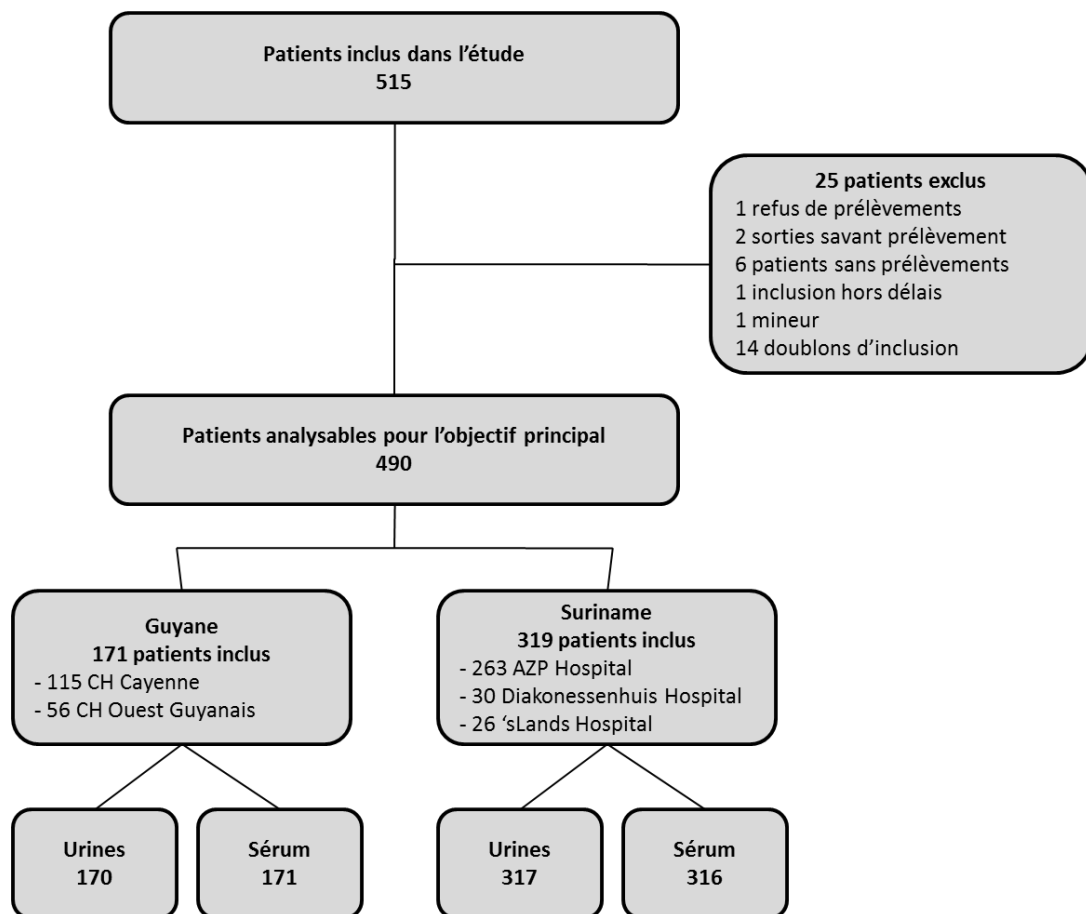 Patients inclus dans l’étude
515
25 patients exclus
1 refus de prélèvements
2 sorties savant prélèvement
6 patients sans prélèvements
1 inclusion hors délais
1 mineur
14 doublons d’inclusion
Patients analysables pour l’objectif principal
490
Guyane
171 patients inclus
- 115 CH Cayenne
- 56 CH Ouest Guyanais
Suriname
319 patients inclus
- 263 AZP Hospital
- 30 Diakonessenhuis Hospital
- 26 ‘sLands Hospital
Urines
170
Sérum
171
Urines
317
Sérum
316